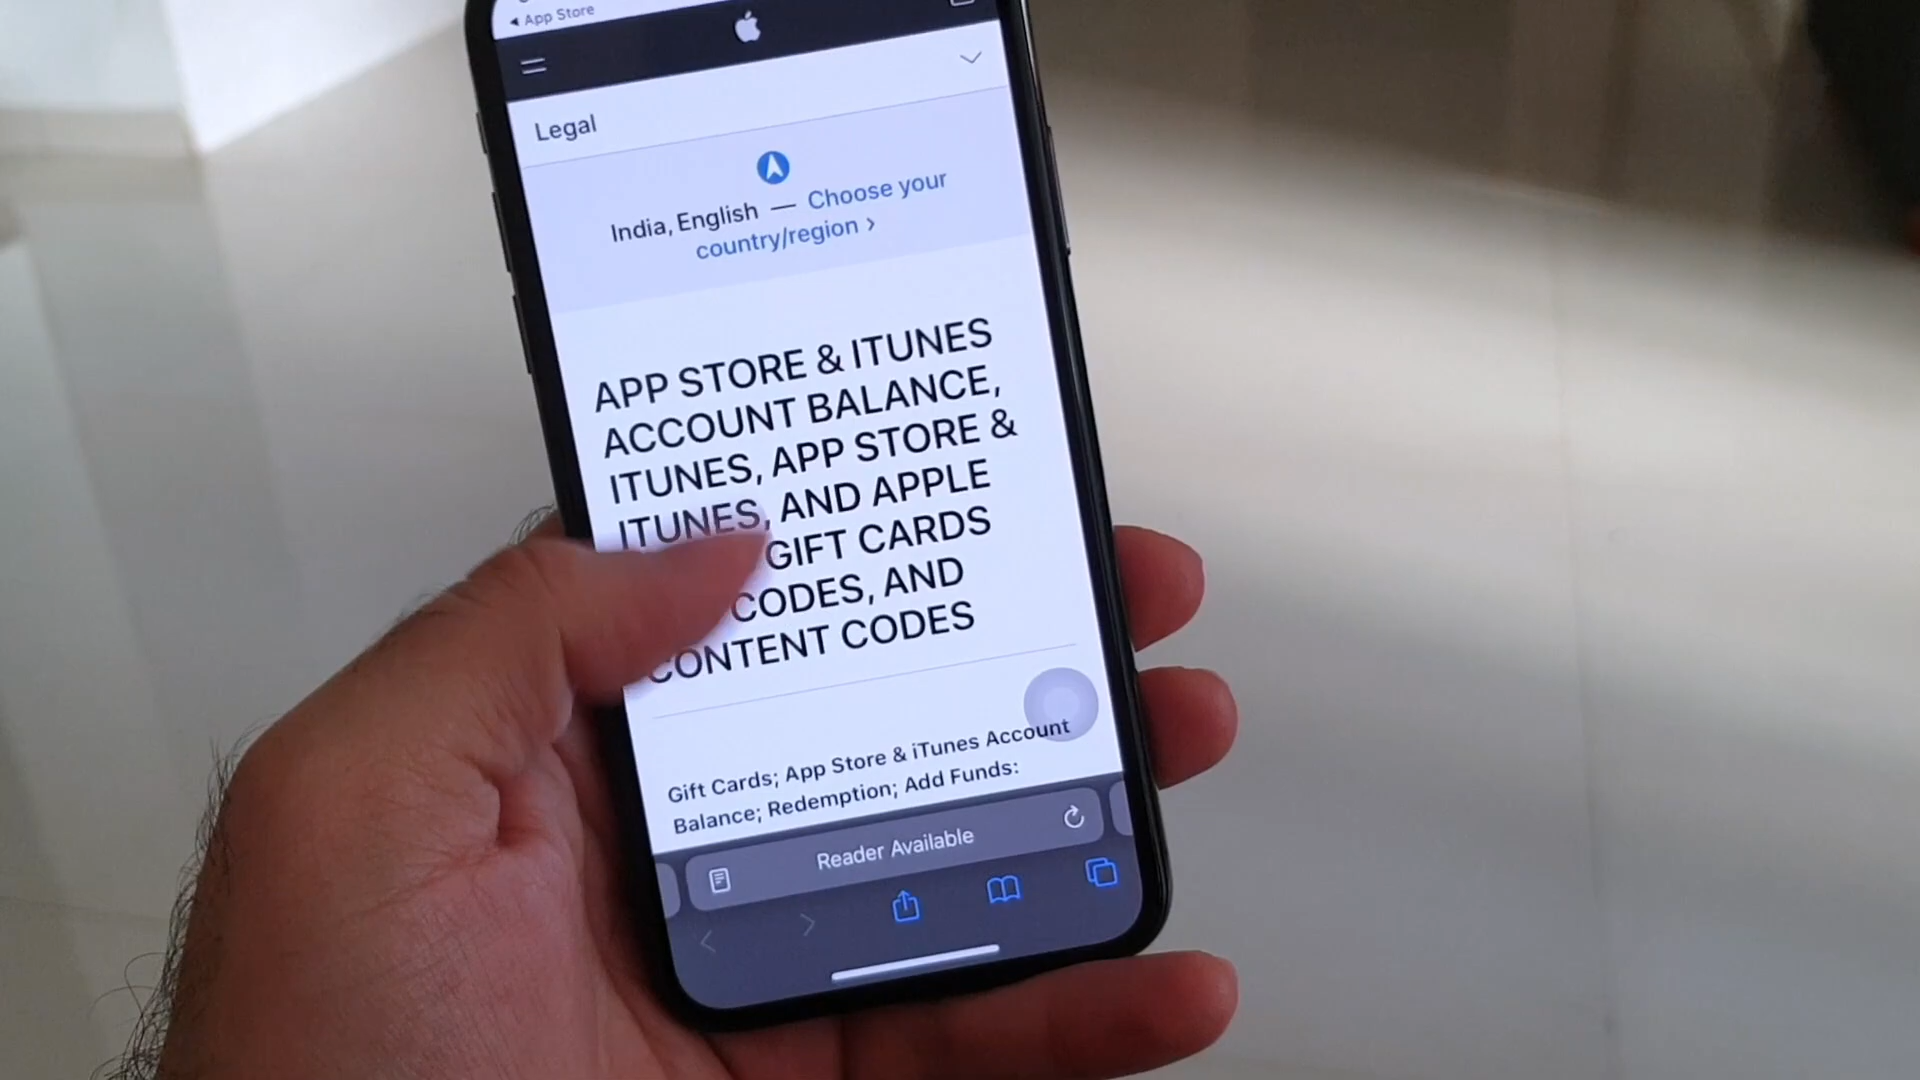 ◀ App Store
Legal
India, English — Choose your
country/region >
APP STORE & ITUNES
ACCOUNT BALANCE,
ITUNES, APP STORE &
ITUNES, AND APPLE
GIFT CARDS
CODES, AND
CONTENT CODES
Gift Cards; App Store & iTunes Account
Balance; Redemption; Add Funds:
Reader Available